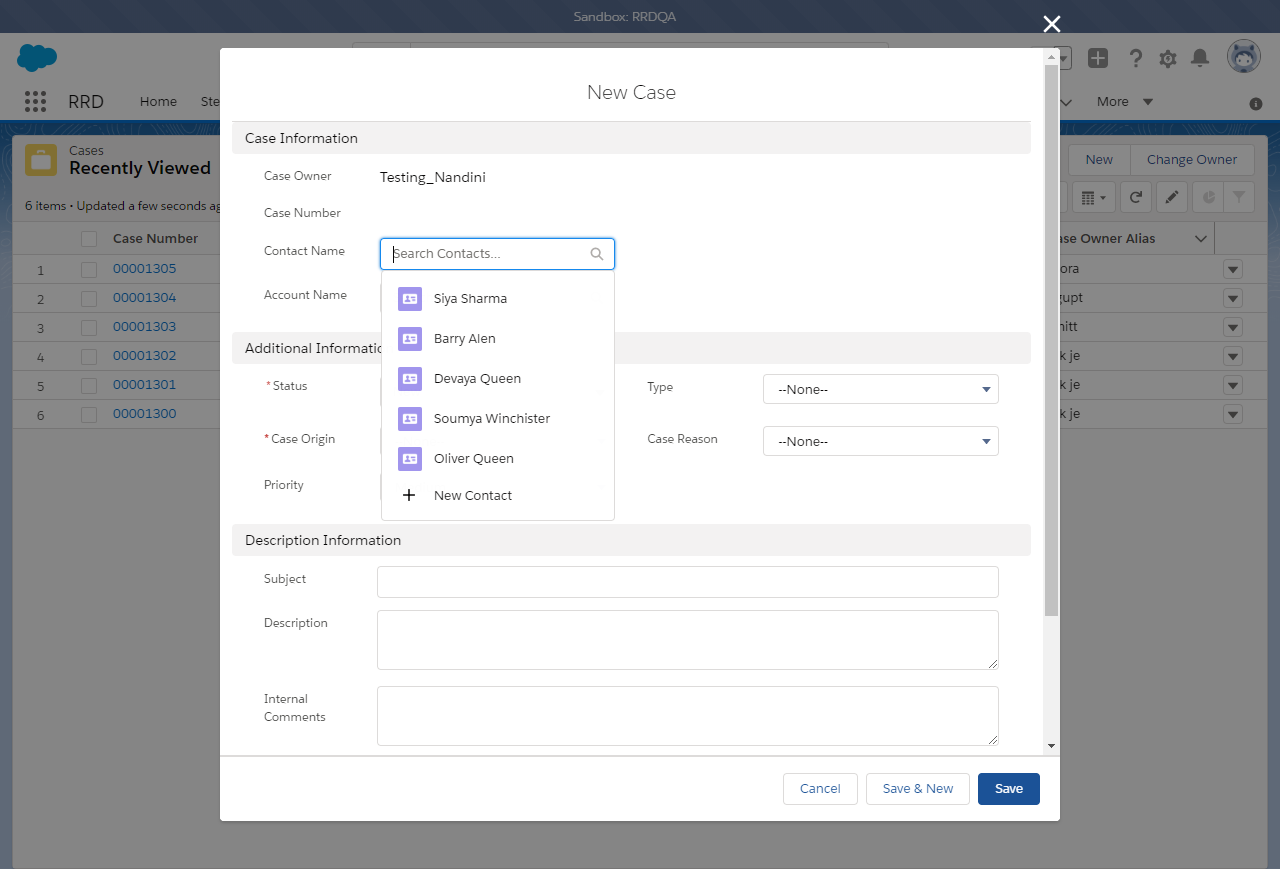 Sandbox: RRDQA
RRD
Home
Ste
More
Cases
Recently Viewed
New
Change Owner
6 items • Updated a few seconds ag
Case Number
ase Owner Alias
1 00001305 ora
2 00001304 gupt
3 00001303 nitt
4 00001302 k je
5 00001301 k je
6 00001300 k je
New Case
Case Information
Case Owner Testing_Nandini
Case Number
Contact Name Search Contacts...
Siya Sharma
Barry Alen
Devaya Queen
Soumya Winchister
Oliver Queen
New Contact
Account Name
Additional Informatio
*Status
Type --None--
*Case Origin
Case Reason --None--
Priority
Description Information
Subject
Description
Internal
Comments
Cancel
Save & New
Save